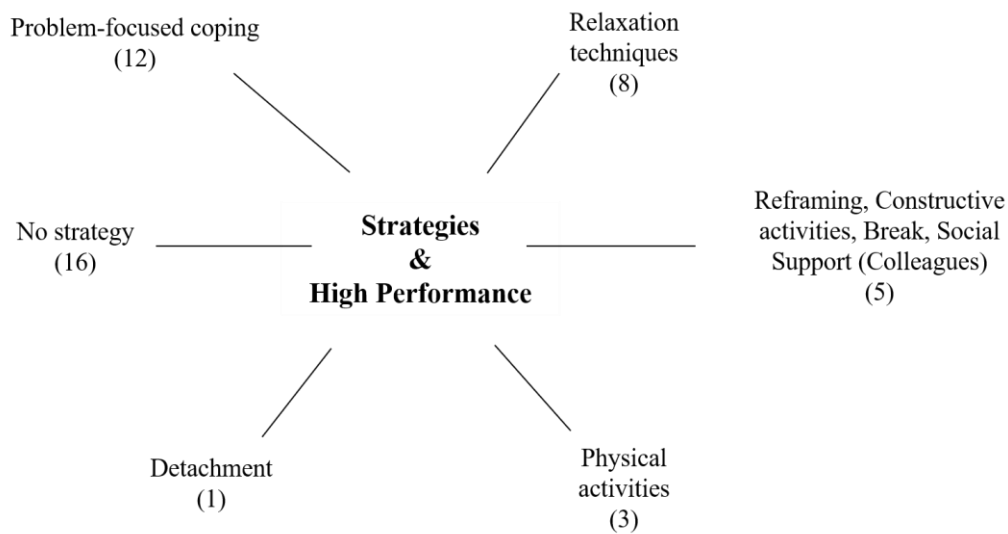 Problem-focused coping
(12)
Relaxation
techniques
(8)
No strategy
(16)
Strategies
&
High Performance
Reframing, Constructive
activities, Break, Social
Support (Colleagues)
(5)
Detachment
(1)
Physical
activities
(3)